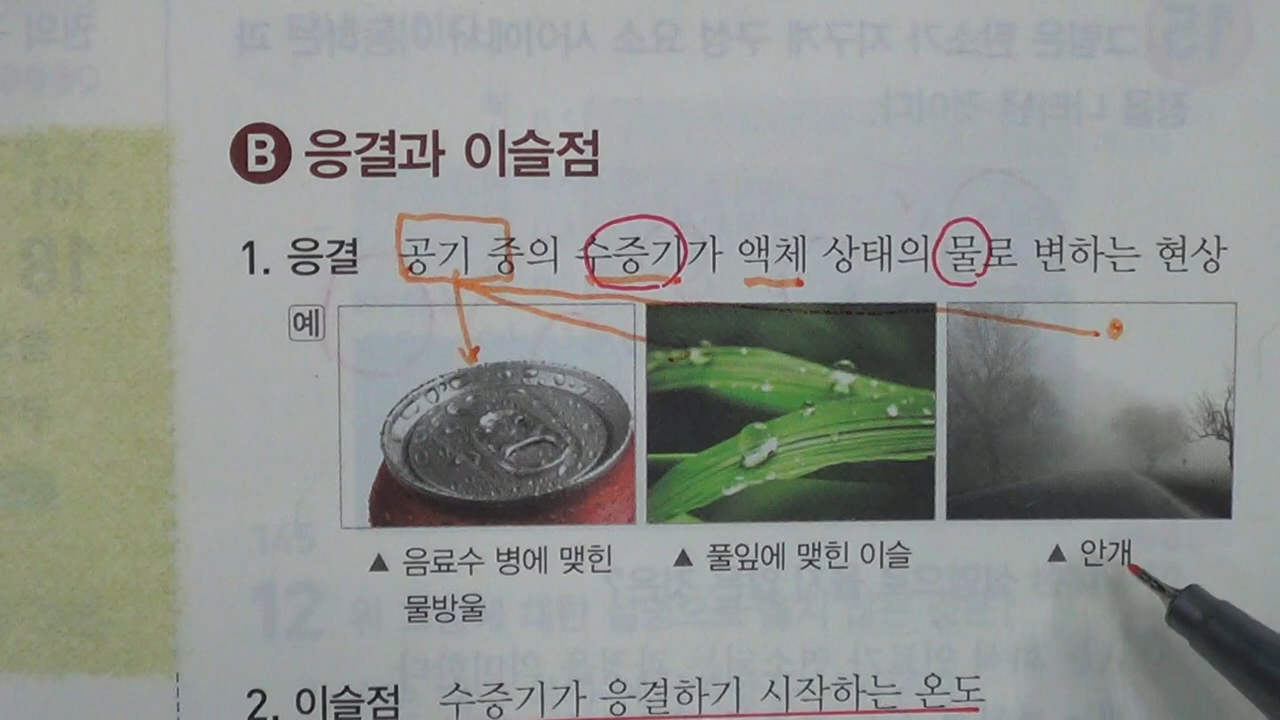 B 응결과 이슬점
1. 응결 공기 중의 수증기가 액체 상태의 물로 변하는 현상
예
▲ 음료수 병에 맺힌 물방울
▲ 풀잎에 맺힌 이슬
▲ 안개
2. 이슬점 수증기가 응결하기 시작하는 온도